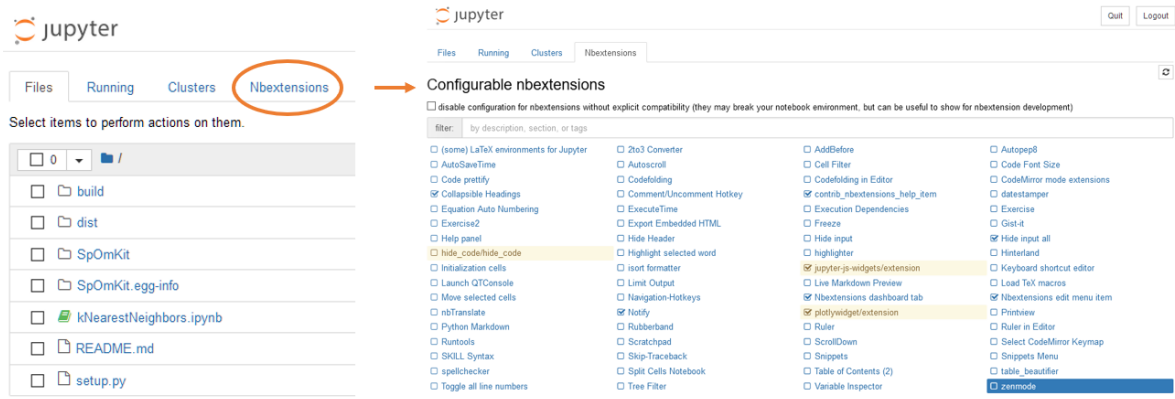 jupyter
Files Running Clusters Nbextensions
Select items to perform actions on them.
0 /
build
dist
SpOmKit
SpOmKit.egg-info
kNearestNeighbors.ipynb
README.md
setup.py
jupyter Quit Logout
Files Running Clusters Nbextensions
Configurable nbextensions
disable configuration for nbextensions without explicit compatibility (they may break your notebook environment, but can be useful to show for nbextension development)
filter: by description, section, or tags
(some) LaTeX environments for Jupyter 2to3 Converter AddBefore Autopep8
AutoSaveTime Autoscroll Cell Filter Code Font Size
Code prettify Codefolding Codefolding in Editor CodeMirror mode extensions
Collapsible Headings Comment/Uncomment Hotkey contrib_nbextensions_help_item datestamper
Equation Auto Numbering ExecuteTime Execution Dependencies Exercise
Exercise2 Export Embedded HTML Freeze Gist-it
Help panel Hide Header Hide input Hide input all
hide_code/hide_code Highlight selected word highlighter Hinterland
Initialization cells isort formatter jupyter-js-widgets/extension Keyboard shortcut editor
Launch QTConsole Limit Output Live Markdown Preview Load TeX macros
Move selected cells Navigation-Hotkeys Nbextensions dashboard tab Nbextensions edit menu item
nbTranslate Notify plotlywidget/extension Printview
Python Markdown Rubberband Ruler Ruler in Editor
Runtools Scratchpad ScrollDown Select CodeMirror Keymap
SKILL Syntax Skip-Traceback Snippets Snippets Menu
spellchecker Split Cells Notebook Table of Contents (2) table_beautifier
Toggle all line numbers Tree Filter Variable Inspector zenmode